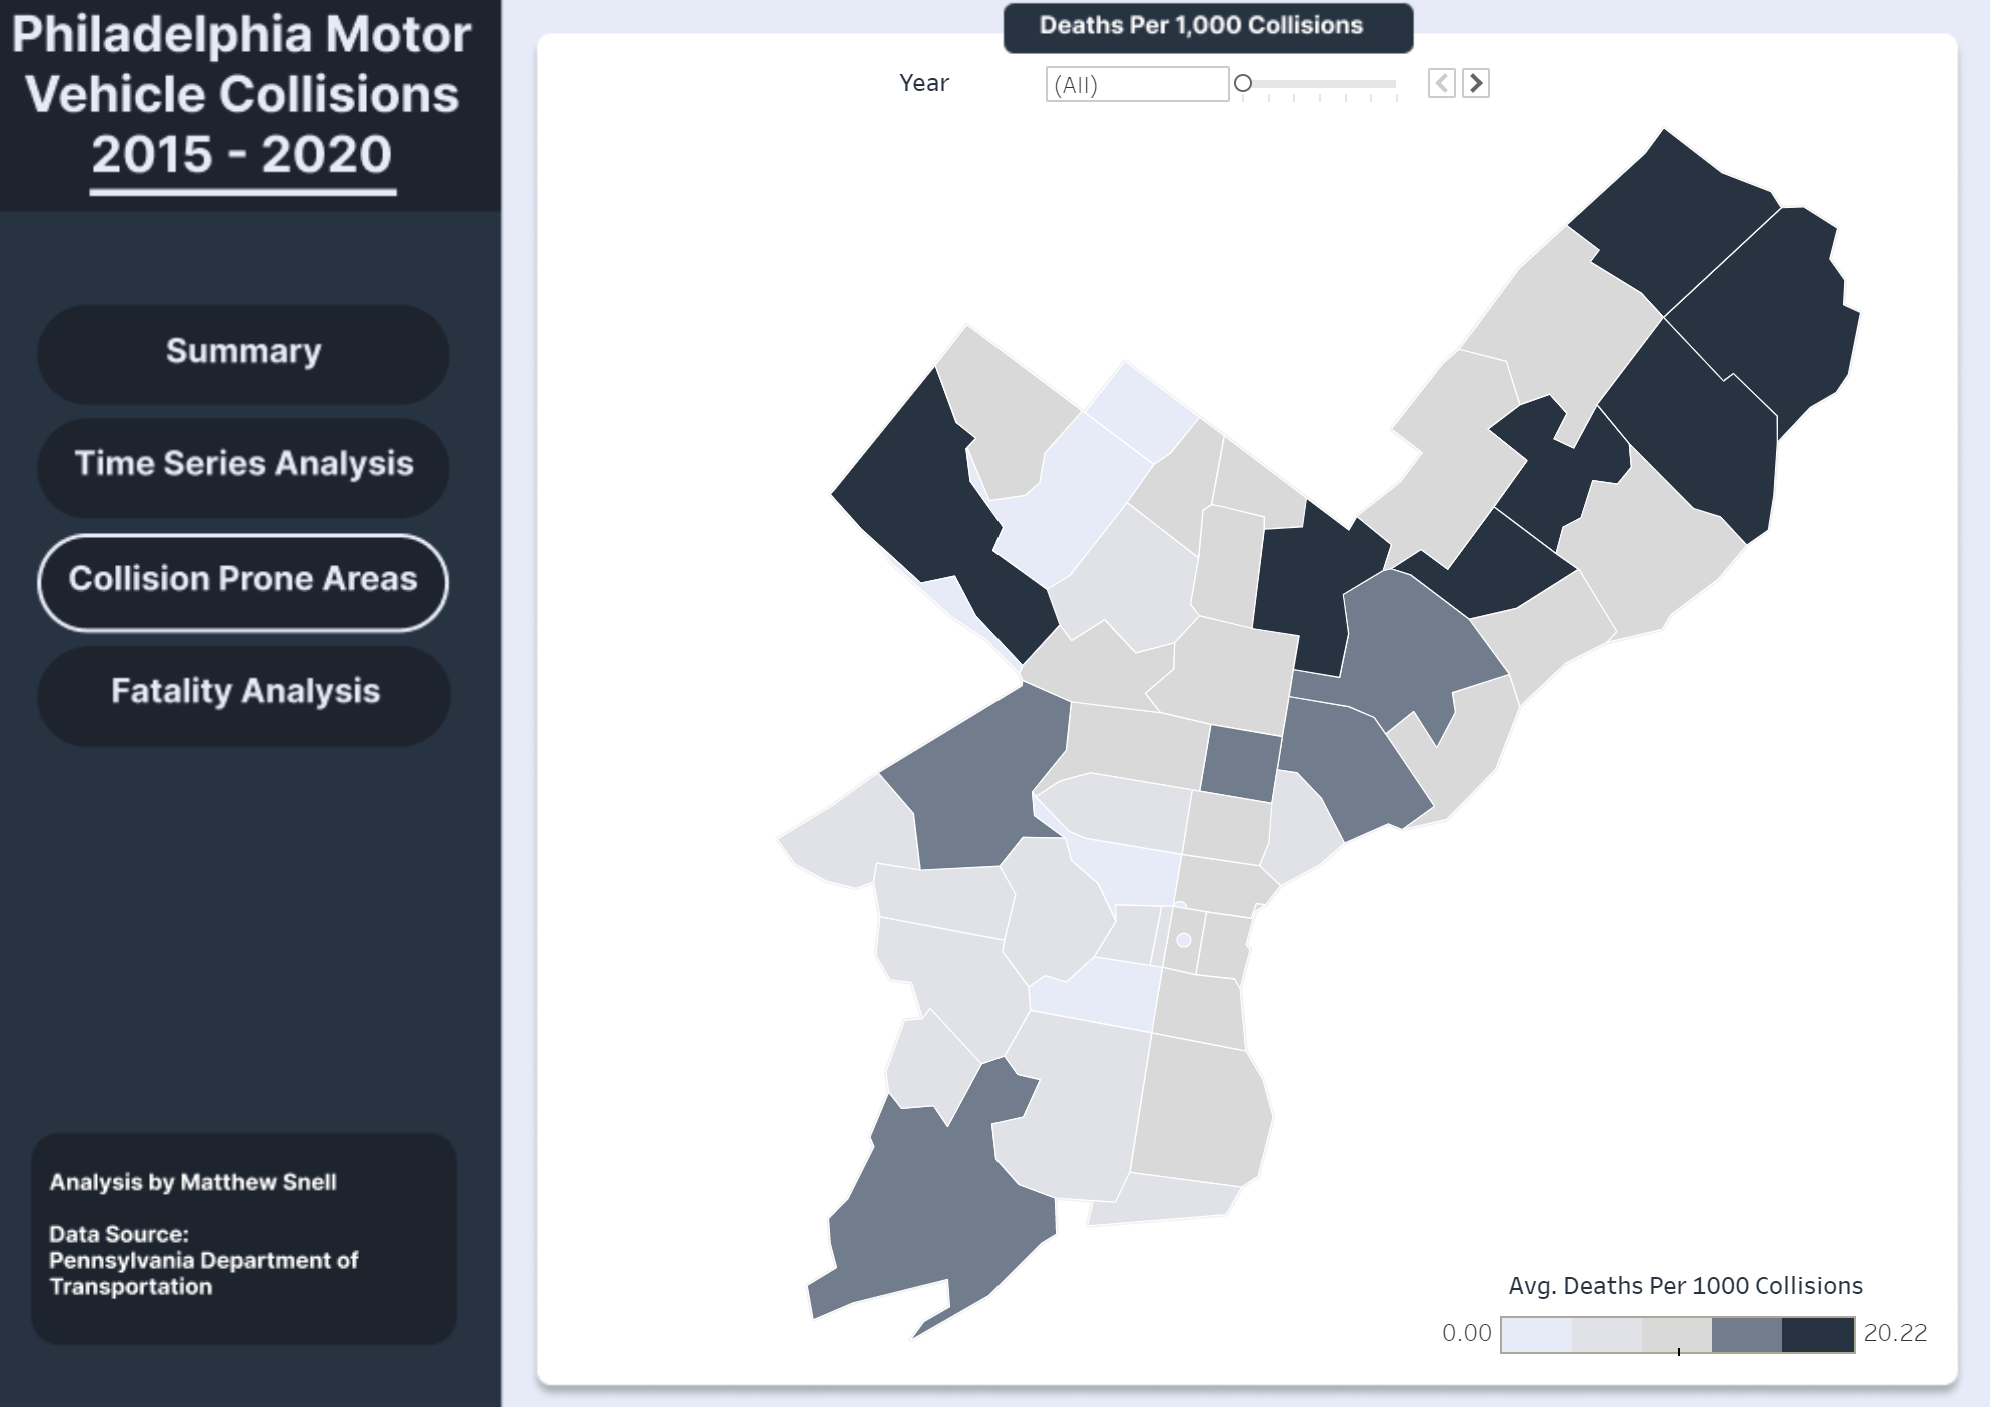 Philadelphia Motor
Vehicle Collisions
2015 - 2020
Summary
Time Series Analysis
Collision Prone Areas
Fatality Analysis
Analysis by Matthew Snell
Data Source:
Pennsylvania Department of
Transportation
Deaths Per 1,000 Collisions
Year
(All)
Avg. Deaths Per 1000 Collisions
0.00
20.22